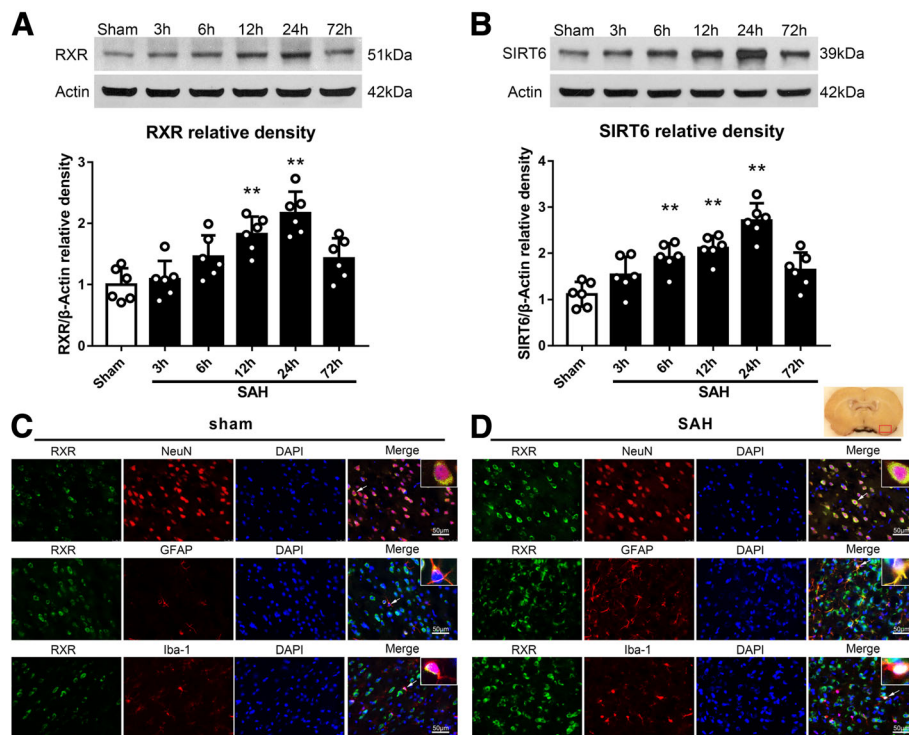 A
Sham 3h 6h 12h 24h 72h
RXR 51kDa
Actin 42kDa
RXR relative density
RXR/β-Actin relative density
3
2
1
0
** **
Sham 3h 6h 12h 24h 72h
SAH
B
Sham 3h 6h 12h 24h 72h
SIRT6 39kDa
Actin 42kDa
SIRT6 relative density
SIRT6/β-Actin relative density
4
3
2
1
0
** ** **
Sham 3h 6h 12h 24h 72h
SAH
C
sham
RXR NeuN DAPI Merge
50μm
RXR GFAP DAPI Merge
50μm
RXR Iba-1 DAPI Merge
50μm
D
SAH
RXR NeuN DAPI Merge
50μm
RXR GFAP DAPI Merge
50μm
RXR Iba-1 DAPI Merge
50μm